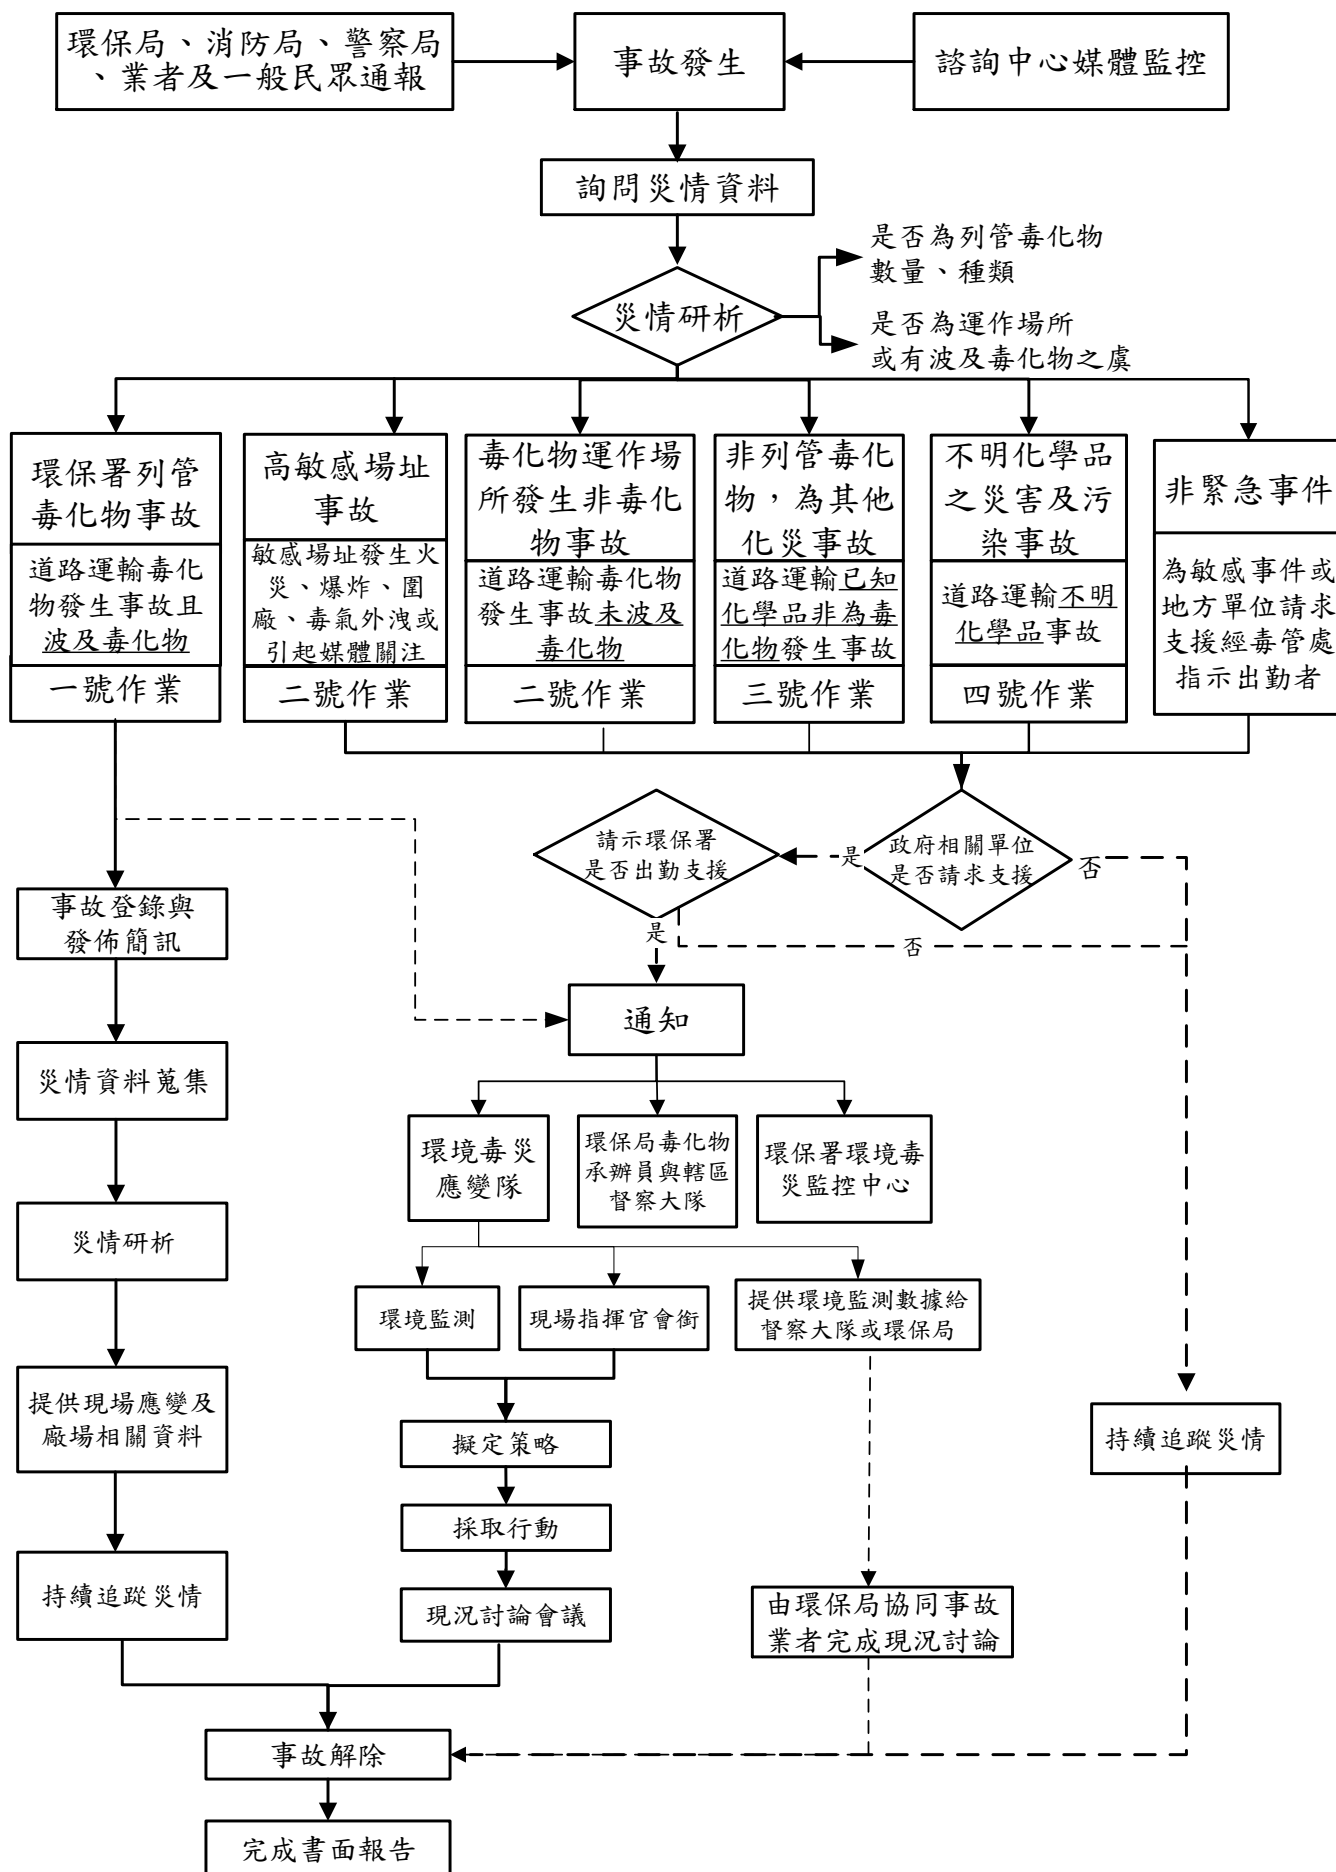 環保局、消防局、警察局
、業者及一般民眾通報
事故發生
諮詢中心媒體監控
詢問災情資料
災情研析
是否為列管毒化物
數量、種類
是否為運作場所
或有波及毒化物之虞
環保署列管
毒化物事故
道路運輸毒化
物發生事故且
波及毒化物
一號作業
高敏感場址
事故
敏感場址發生火
災、爆炸、圍
廠、毒氣外洩或
引起媒體關注
二號作業
毒化物運作場
所發生非毒化
物事故
道路運輸毒化物
發生事故未波及
毒化物
二號作業
非列管毒化
物，為其他
化災事故
道路運輸已知
化學品非為毒
化物發生事故
三號作業
不明化學品
之災害及污
染事故
道路運輸不明
化學品事故
四號作業
非緊急事件
為敏感事件或
地方單位請求
支援經毒管處
指示出勤者
請示環保署
是否出勤支援
是
政府相關單位
是否請求支援
否
是
否
事故登錄與
發佈簡訊
通知
災情資料蒐集
環境毒災
應變隊
環保局毒化物
承辦員與轄區
督察大隊
環保署環境毒
災監控中心
災情研析
環境監測
現場指揮官會銜
提供環境監測數據給
督察大隊或環保局
提供現場應變及
廠場相關資料
擬定策略
持續追蹤災情
採取行動
持續追蹤災情
現況討論會議
由環保局協同事故
業者完成現況討論
事故解除
完成書面報告